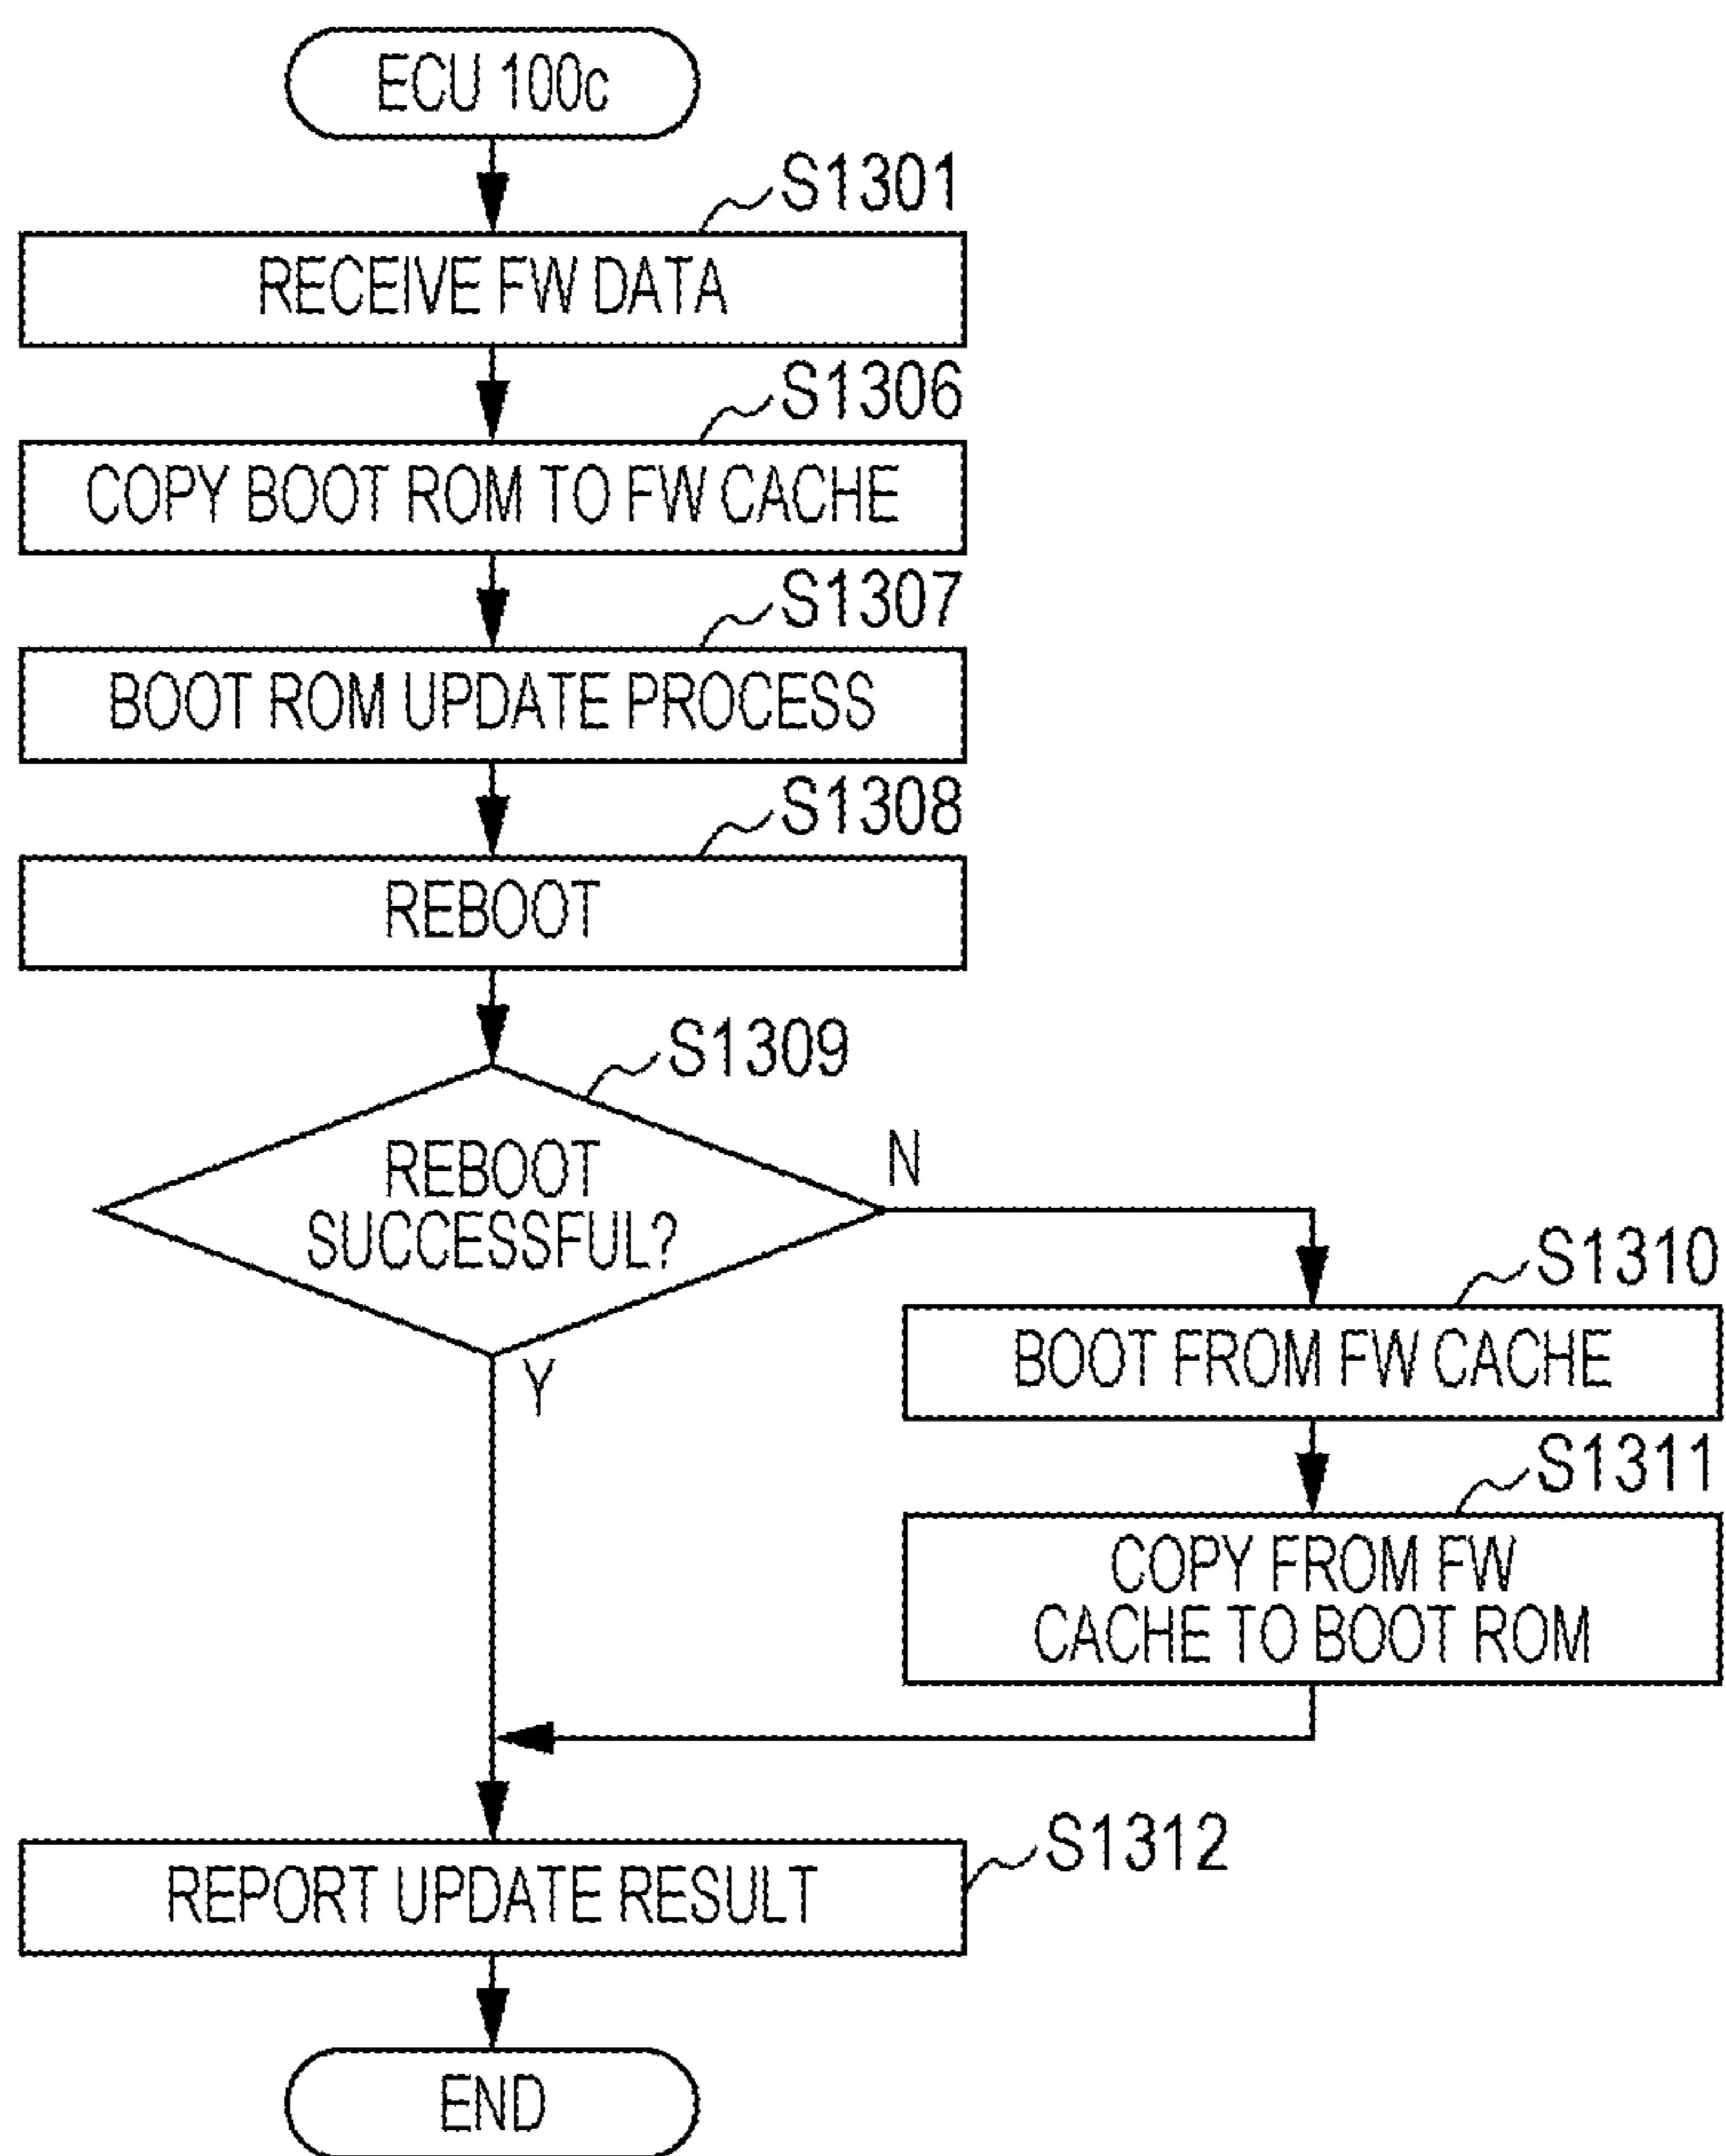 ECU 100c
S1301
RECEIVE FW DATA
S1306
COPY BOOT ROM TO FW CACHE
S1307
BOOT ROM UPDATE PROCESS
S1308
REBOOT
S1309
REBOOT
SUCCESSFUL?
N
Y
S1310
BOOT FROM FW CACHE
S1311
COPY FROM FW
CACHE TO BOOT ROM
S1312
REPORT UPDATE RESULT
END